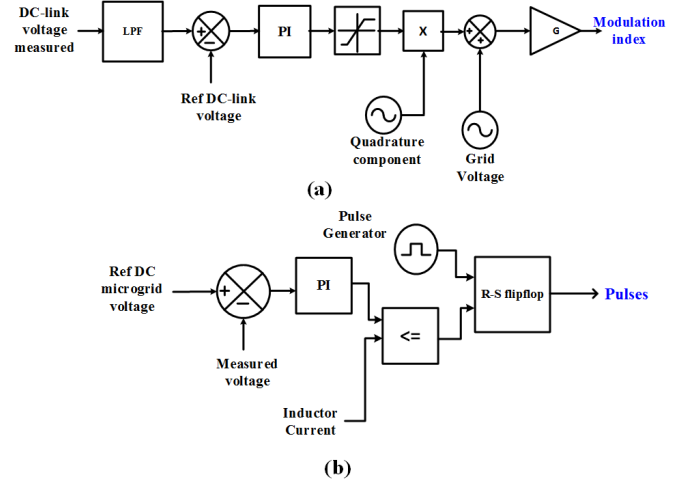 DC-link
voltage
measured
LPF
+
−
Ref DC-link
voltage
PI
X
Quadrature
component
+
+
Grid
Voltage
G
Modulation
index
(a)
Pulse
Generator
Ref DC
microgrid
voltage
+
−
Measured
voltage
PI
<=
Inductor
Current
R-S flipflop
Pulses
(b)